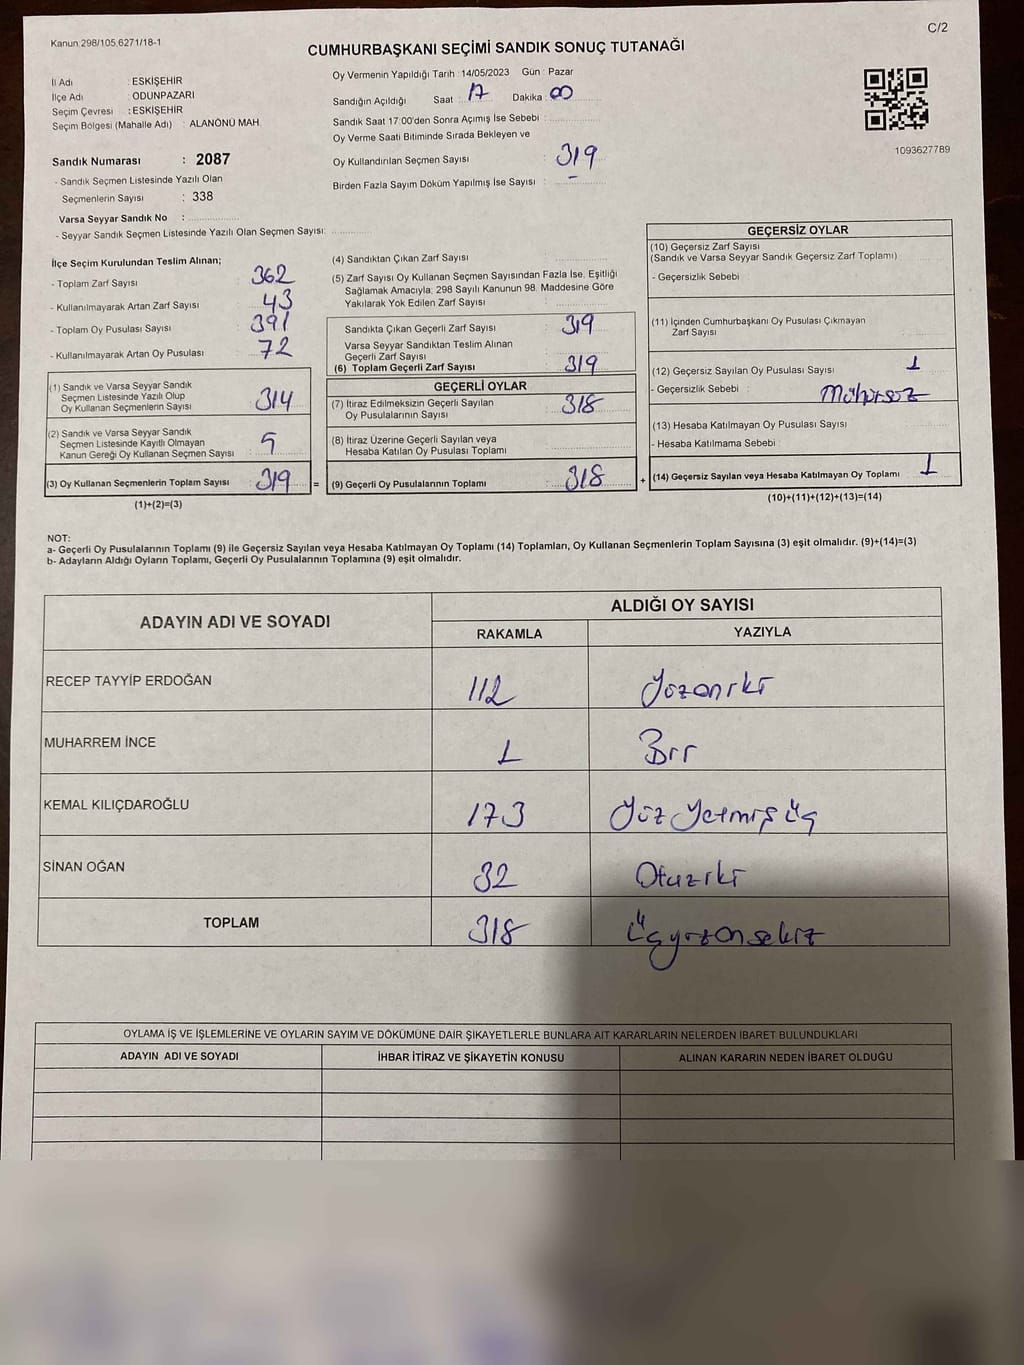 C/2
Kanun:298/105,6271/18-1
CUMHURBAŞKANI SEÇİMİ SANDIK SONUÇ TUTANAĞI
İl Adı : ESKİŞEHİR
İlçe Adı : ODUNPAZARI
Seçim Çevresi : ESKİŞEHİR
Seçim Bölgesi (Mahalle Adı) : ALANÖNÜ MAH.
Sandık Numarası : 2087
- Sandık Seçmen Listesinde Yazılı Olan
Seçmenlerin Sayısı : 338
Varsa Seyyar Sandık No :
- Seyyar Sandık Seçmen Listesinde Yazılı Olan Seçmen Sayısı:
Oy Vermenin Yapıldığı Tarih : 14/05/2023 Gün : Pazar
Sandığın Açıldığı Saat : 17 Dakika : 00
Sandık Saat 17:00'den Sonra Açımış İse Sebebi :
Oy Verme Saati Bitiminde Sırada Bekleyen ve
Oy Kullandırılan Seçmen Sayısı : 319
Birden Fazla Sayım Döküm Yapılmış İse Sayısı : -
1093627789
İlçe Seçim Kurulundan Teslim Alınan;
- Toplam Zarf Sayısı : 362
- Kullanılmayarak Artan Zarf Sayısı : 43
- Toplam Oy Pusulası Sayısı : 391
- Kullanılmayarak Artan Oy Pusulası : 72
(1) Sandık ve Varsa Seyyar Sandık
Seçmen Listesinde Yazılı Olup
Oy Kullanan Seçmenlerin Sayısı : 314
(2) Sandık ve Varsa Seyyar Sandık
Seçmen Listesinde Kayıtlı Olmayan
Kanun Gereği Oy Kullanan Seçmen Sayısı : 5
(3) Oy Kullanan Seçmenlerin Toplam Sayısı : 319 =
(1)+(2)=(3)
(4) Sandıktan Çıkan Zarf Sayısı :
(5) Zarf Sayısı Oy Kullanan Seçmen Sayısından Fazla İse, Eşitliği
Sağlamak Amacıyla; 298 Sayılı Kanunun 98. Maddesine Göre
Yakılarak Yok Edilen Zarf Sayısı :
Sandıkta Çıkan Geçerli Zarf Sayısı : 319
Varsa Seyyar Sandıktan Teslim Alınan
Geçerli Zarf Sayısı :
(6) Toplam Geçerli Zarf Sayısı : 319
GEÇERLİ OYLAR
(7) İtiraz Edilmeksizin Geçerli Sayılan
Oy Pusulalarının Sayısı : 318
(8) İtiraz Üzerine Geçerli Sayılan veya
Hesaba Katılan Oy Pusulası Toplamı :
(9) Geçerli Oy Pusulalarının Toplamı : 318 +
GEÇERSİZ OYLAR
(10) Geçersiz Zarf Sayısı
(Sandık ve Varsa Seyyar Sandık Geçersiz Zarf Toplamı) :
- Geçersizlik Sebebi :
(11) İçinden Cumhurbaşkanı Oy Pusulası Çıkmayan
Zarf Sayısı :
(12) Geçersiz Sayılan Oy Pusulası Sayısı : 1
- Geçersizlik Sebebi : Mühürsüz
(13) Hesaba Katılmayan Oy Pusulası Sayısı :
- Hesaba Katılmama Sebebi :
(14) Geçersiz Sayılan veya Hesaba Katılmayan Oy Toplamı : 1
(10)+(11)+(12)+(13)=(14)
NOT:
a- Geçerli Oy Pusulalarının Toplamı (9) ile Geçersiz Sayılan veya Hesaba Katılmayan Oy Toplamı (14) Toplamları, Oy Kullanan Seçmenlerin Toplam Sayısına (3) eşit olmalıdır. (9)+(14)=(3)
b- Adayların Aldığı Oyların Toplamı, Geçerli Oy Pusulalarının Toplamına (9) eşit olmalıdır.
ADAYIN ADI VE SOYADI
ALDIĞI OY SAYISI
RAKAMLA YAZIYLA
RECEP TAYYİP ERDOĞAN 112 Yüzoniki
MUHARREM İNCE 1 Bir
KEMAL KILIÇDAROĞLU 173 Yüz Yetmiş üç
SİNAN OĞAN 32 Otuziki
TOPLAM 318 Üçyüzonsekiz
OYLAMA İŞ VE İŞLEMLERİNE VE OYLARIN SAYIM VE DÖKÜMÜNE DAİR ŞİKAYETLERLE BUNLARA AİT KARARLARIN NELERDEN İBARET BULUNDUKLARI
ADAYIN ADI VE SOYADI İHBAR İTİRAZ VE ŞİKAYETİN KONUSU ALINAN KARARIN NEDEN İBARET OLDUĞU